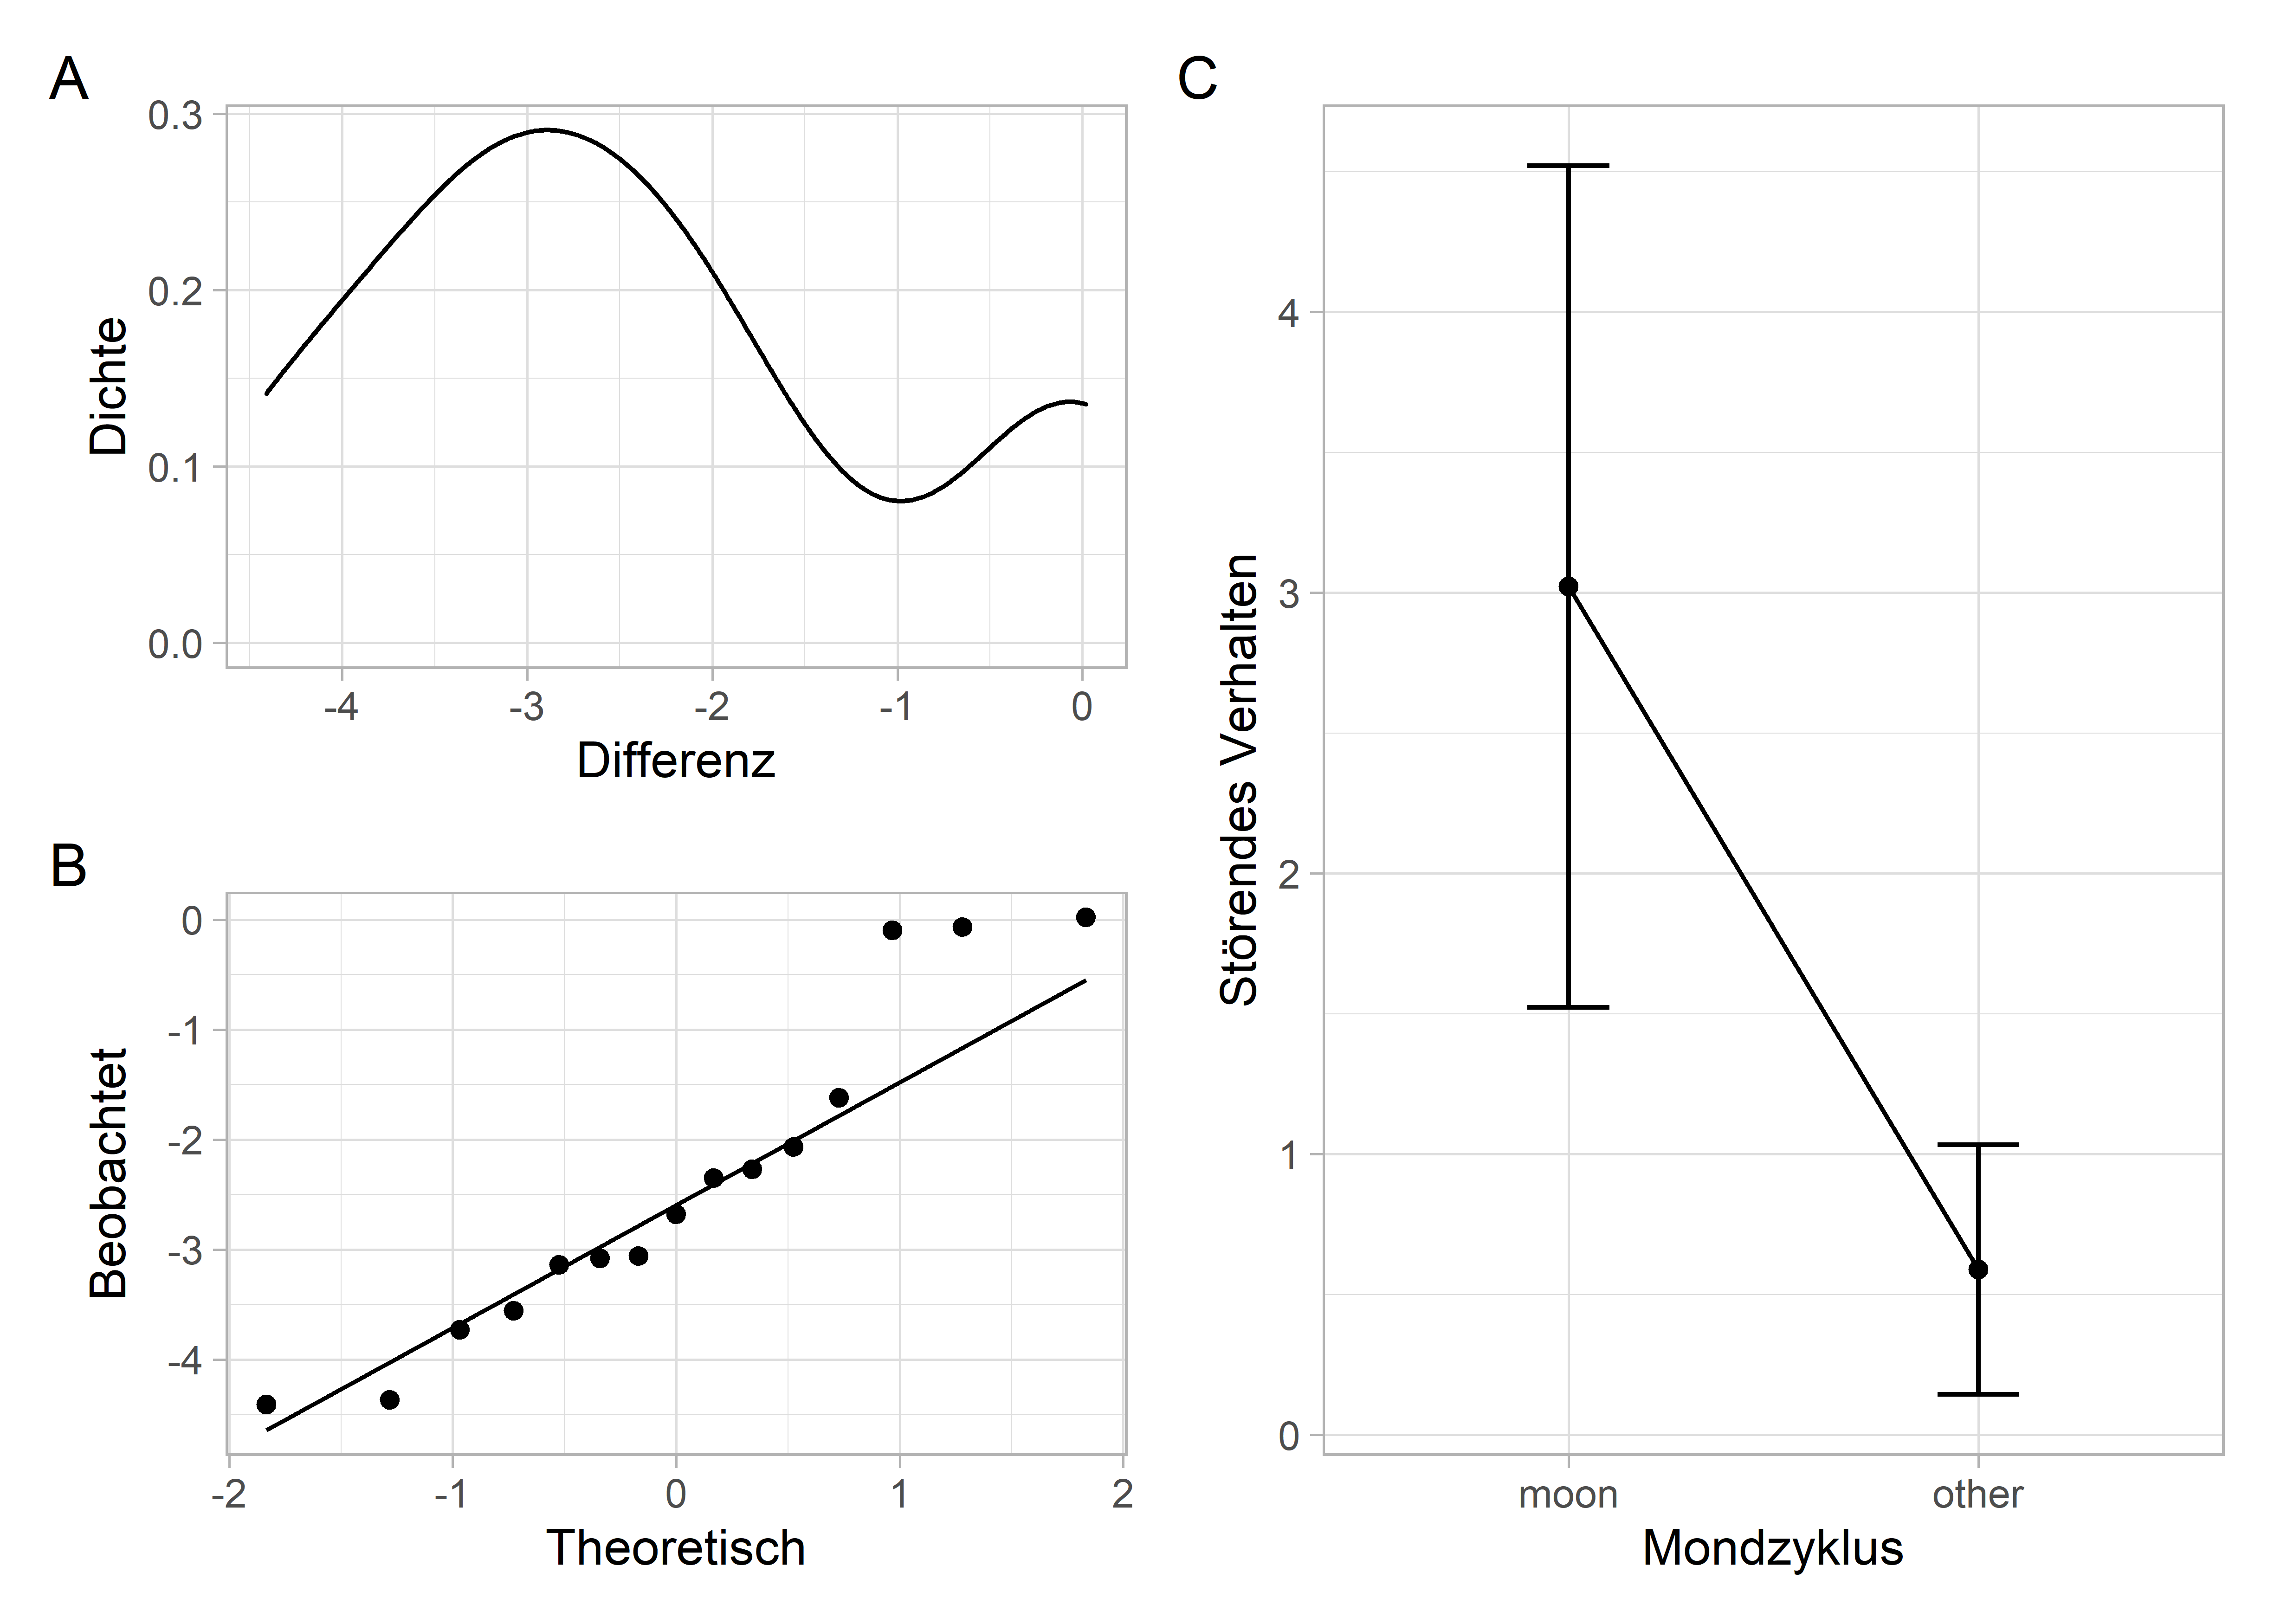 A
0.3
0.2
0.1
0.0
Dichte
-4 -3 -2 -1 0
Differenz
B
0
-1
-2
-3
-4
Beobachtet
-2 -1 0 1 2
Theoretisch
C
4
3
2
1
0
Störendes Verhalten
moon other
Mondzyklus